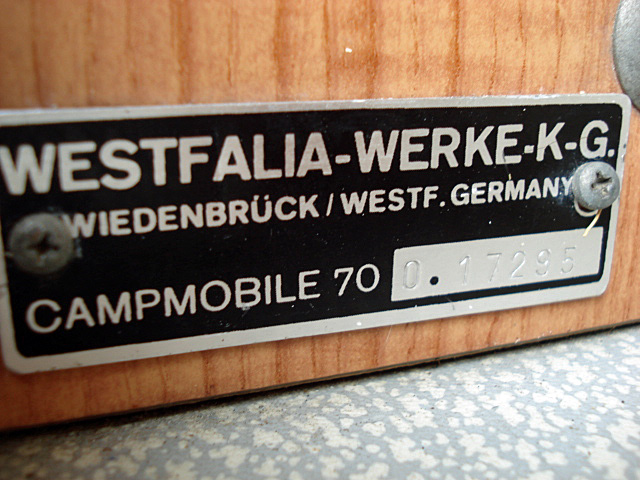 WESTFALIA-WERKE-K-G.
WIEDENBRÜCK / WESTF. GERMANY
CAMPMOBILE 70 0.17295